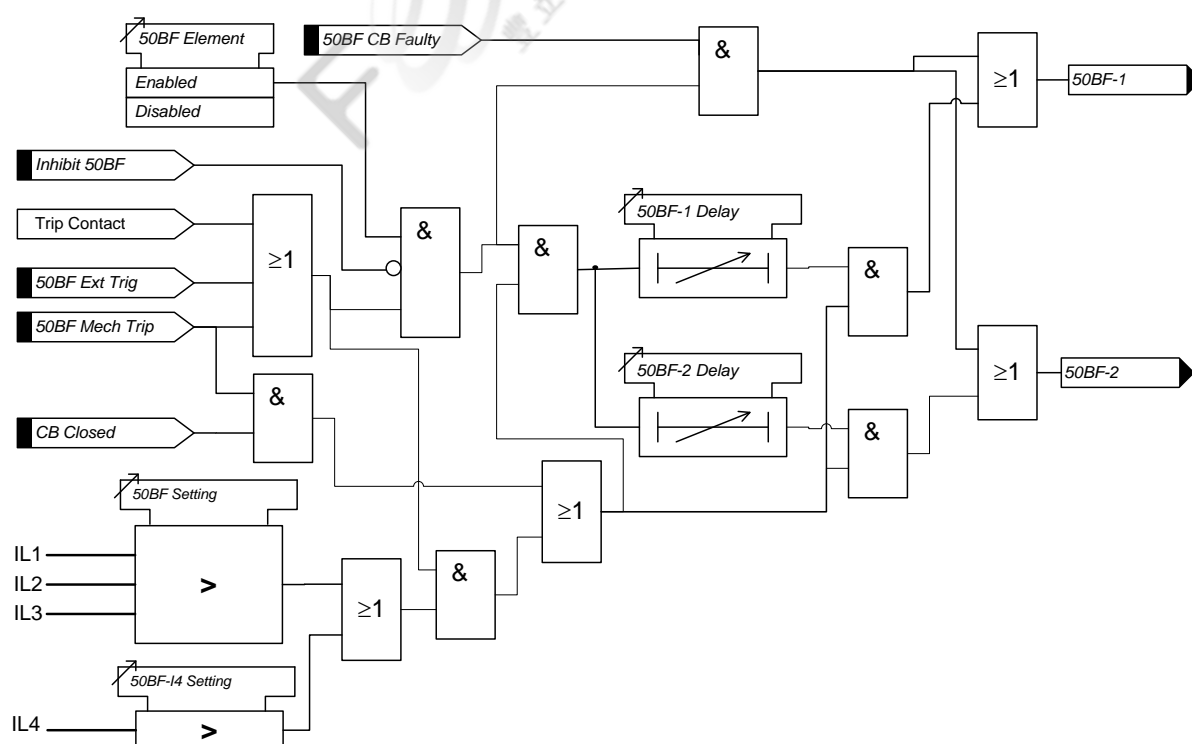 50BF Element
50BF CB Faulty
Enabled
Disabled
&
≥1
50BF-1
Inhibit 50BF
Trip Contact
50BF Ext Trig
50BF Mech Trip
CB Closed
≥1
&
&
&
50BF-1 Delay
&
50BF-2 Delay
&
≥1
50BF-2
50BF Setting
IL1
IL2
IL3
>
≥1
&
≥1
50BF-I4 Setting
IL4
>
豐立